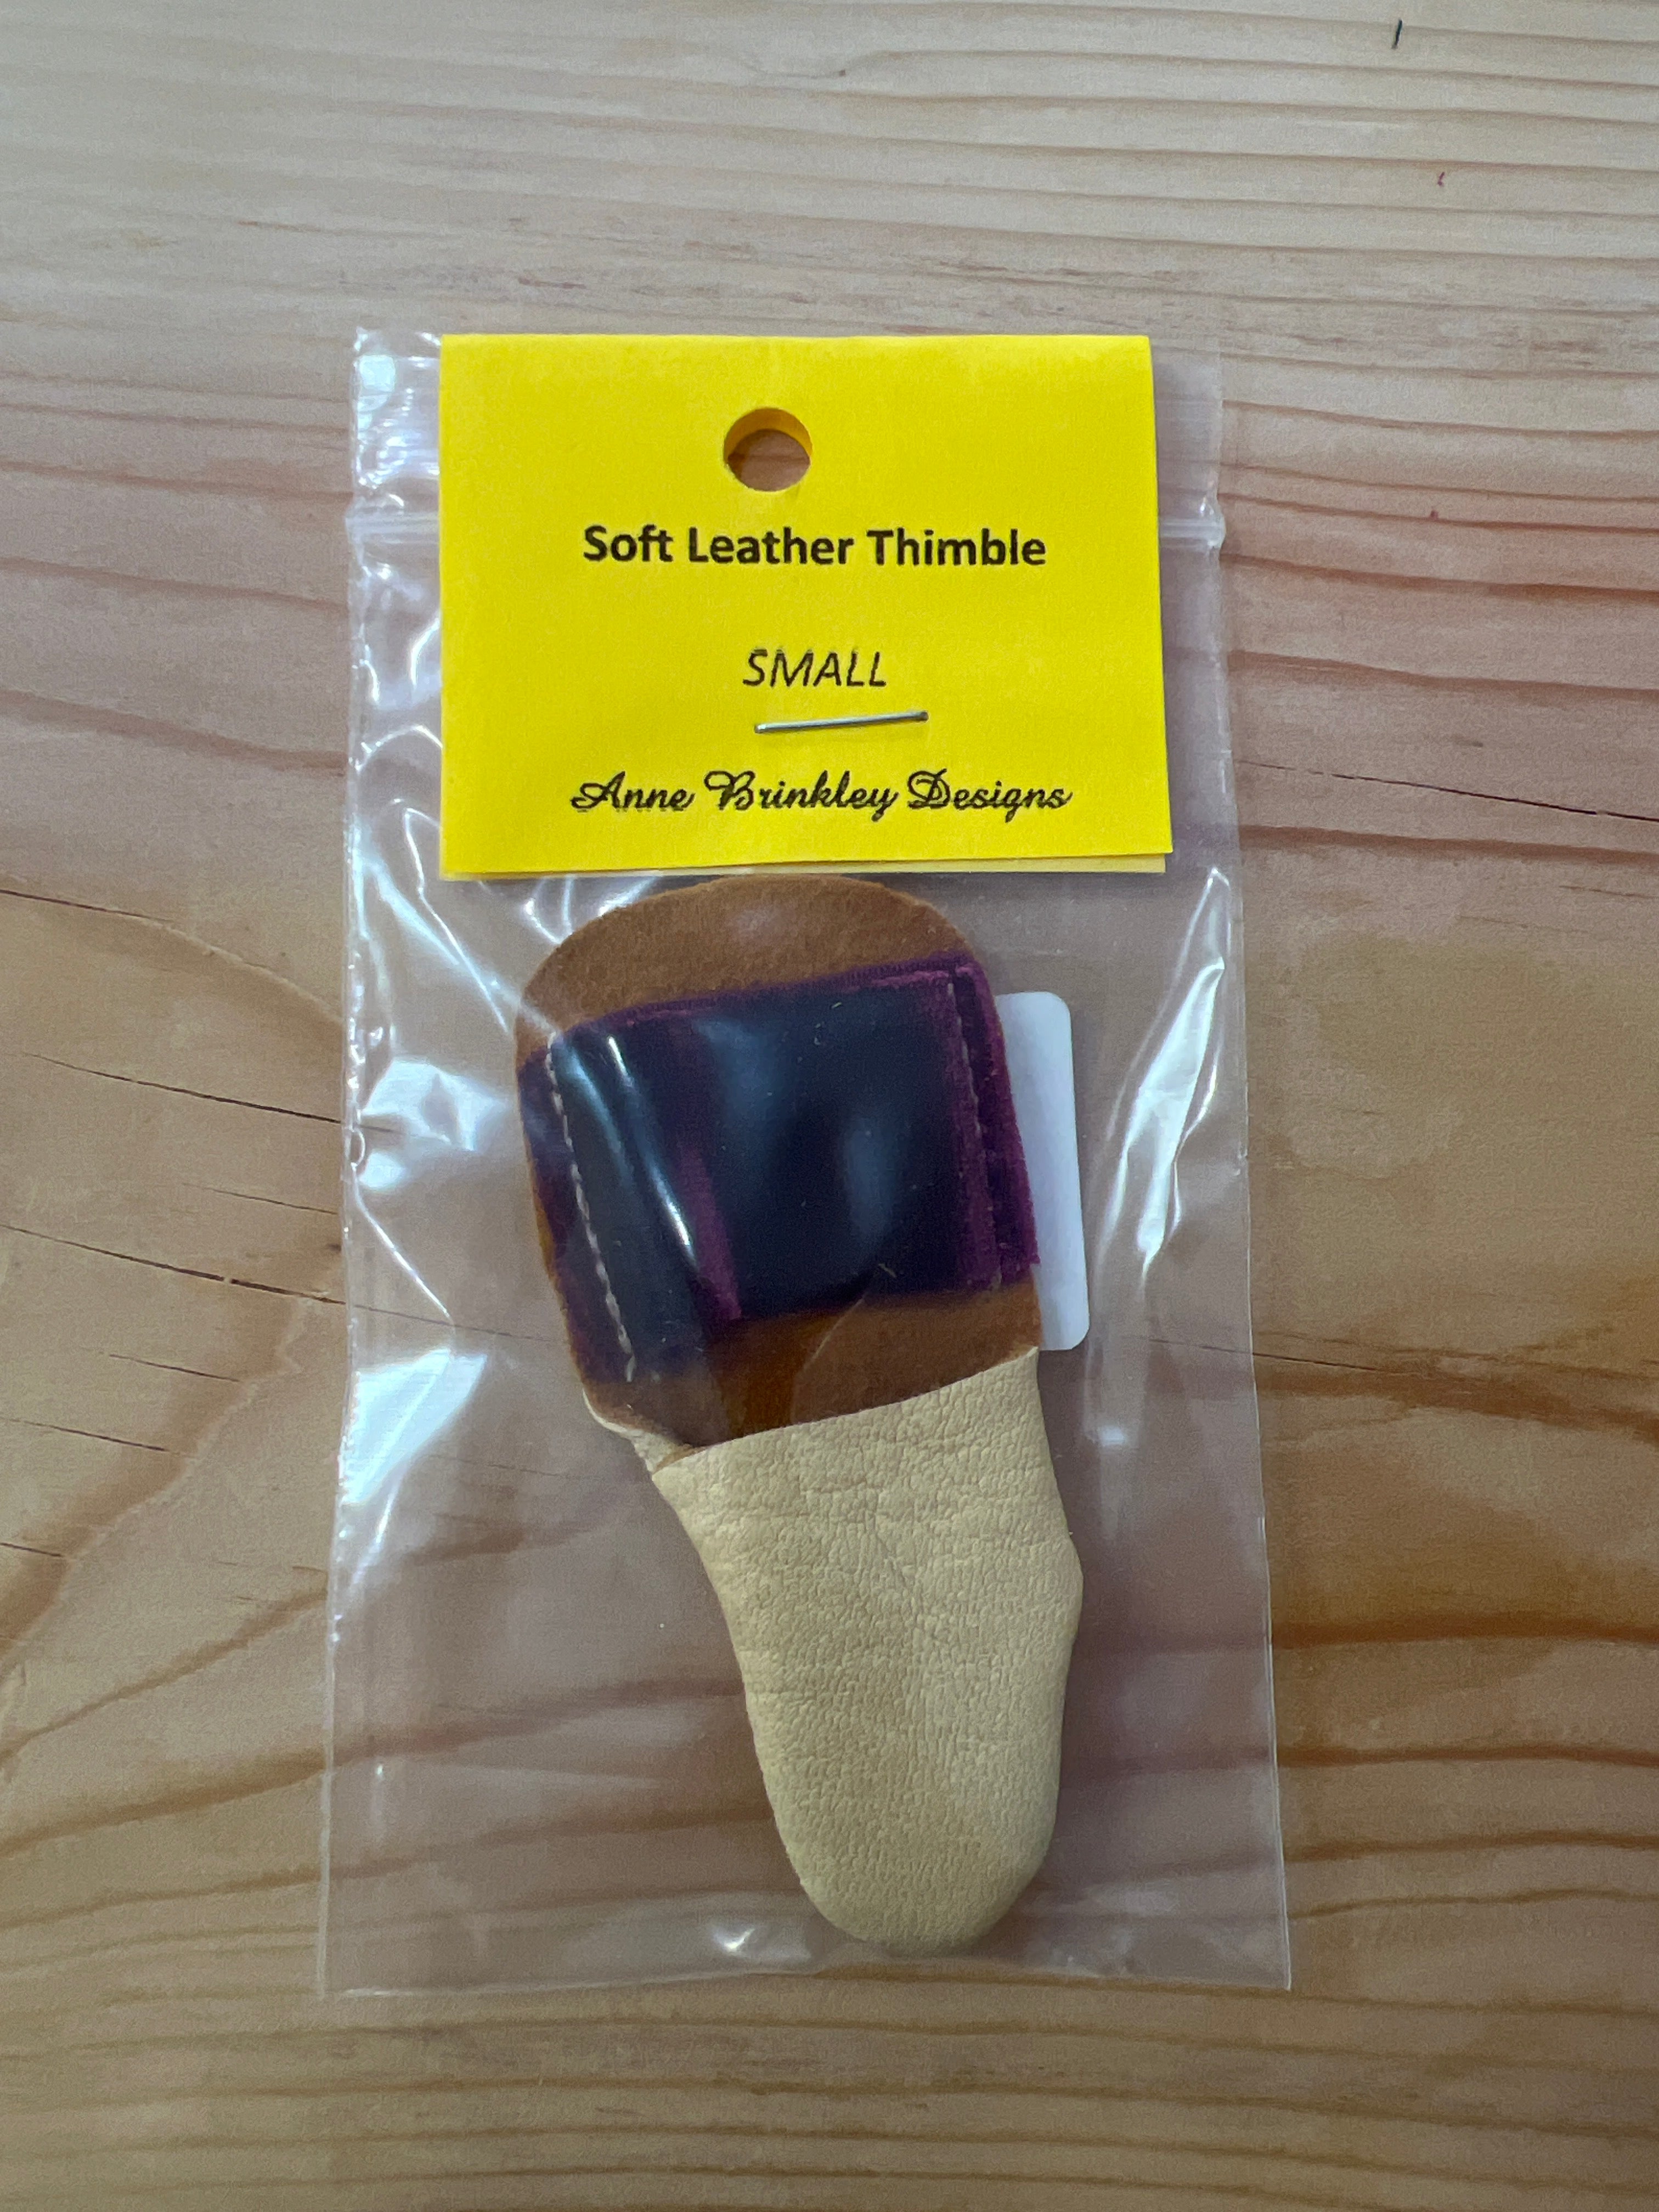 Soft Leather Thimble
SMALL
Anne Brinkley Designs